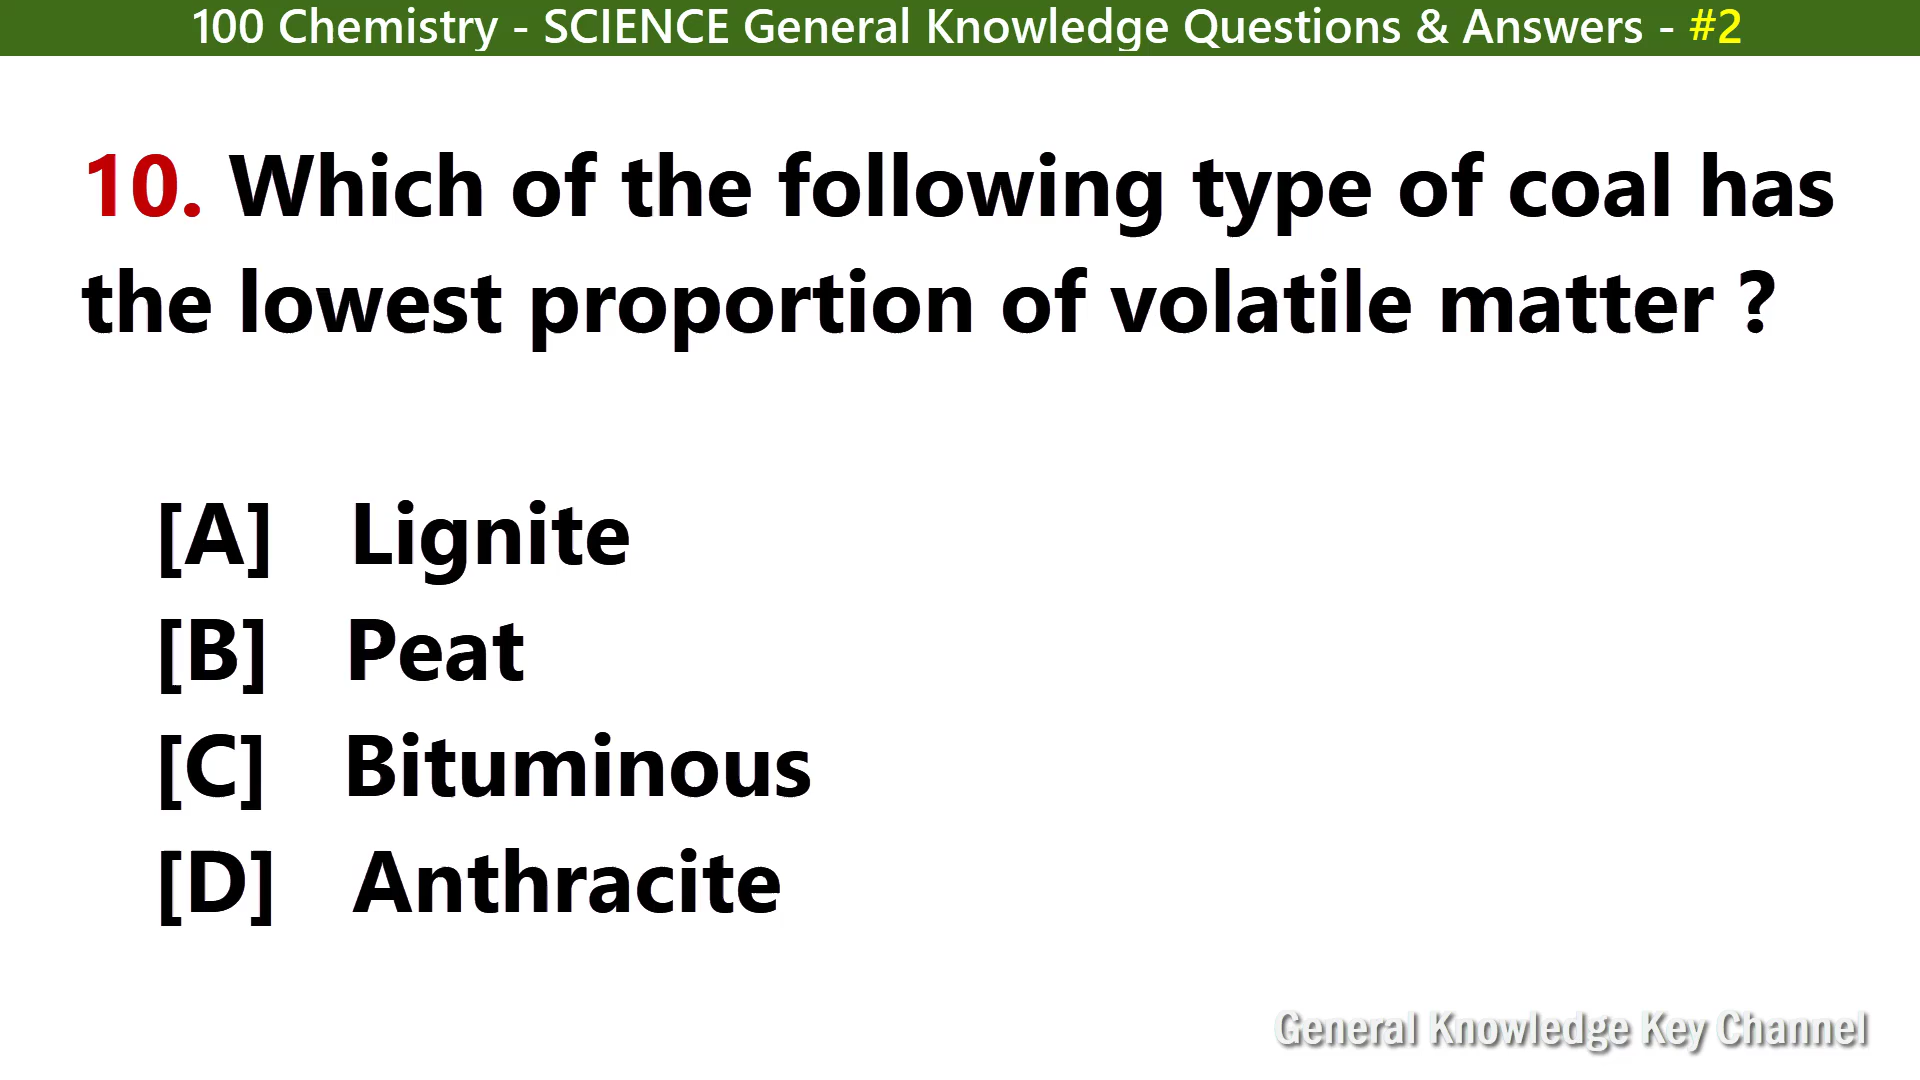 100 Chemistry - SCIENCE General Knowledge Questions & Answers - #2
10. Which of the following type of coal has
the lowest proportion of volatile matter ?
[A] Lignite
[B] Peat
[C] Bituminous
[D] Anthracite
General Knowledge Key Channel